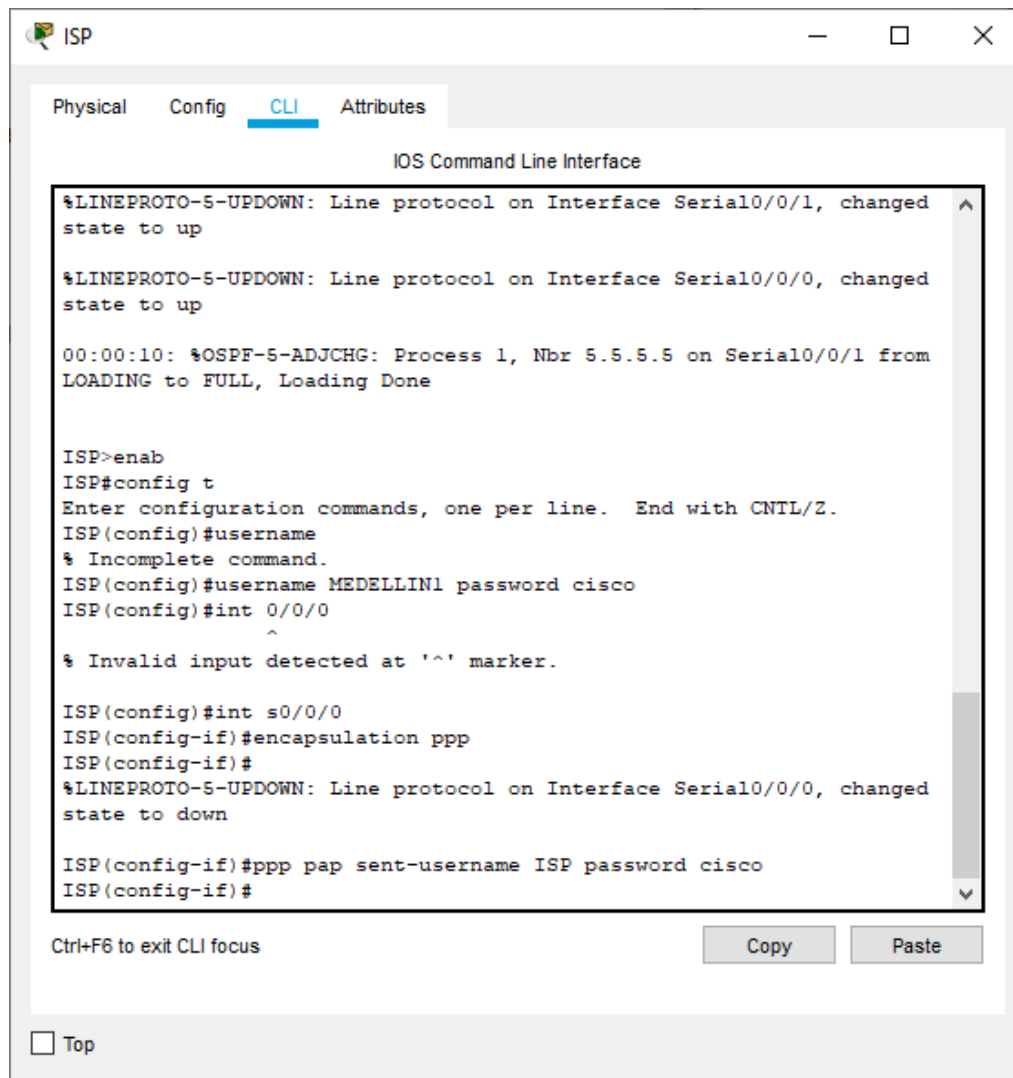 ISP
Physical Config CLI Attributes
IOS Command Line Interface
%LINEPROTO-5-UPDOWN: Line protocol on Interface Serial0/0/1, changed
state to up
%LINEPROTO-5-UPDOWN: Line protocol on Interface Serial0/0/0, changed
state to up
00:00:10: %OSPF-5-ADJCHG: Process 1, Nbr 5.5.5.5 on Serial0/0/1 from
LOADING to FULL, Loading Done
ISP>enab
ISP#config t
Enter configuration commands, one per line.  End with CNTL/Z.
ISP(config)#username
% Incomplete command.
ISP(config)#username MEDELLIN1 password cisco
ISP(config)#int 0/0/0
^
% Invalid input detected at '^' marker.
ISP(config)#int s0/0/0
ISP(config-if)#encapsulation ppp
ISP(config-if)#
%LINEPROTO-5-UPDOWN: Line protocol on Interface Serial0/0/0, changed
state to down
ISP(config-if)#ppp pap sent-username ISP password cisco
ISP(config-if)#
Ctrl+F6 to exit CLI focus Copy Paste
Top